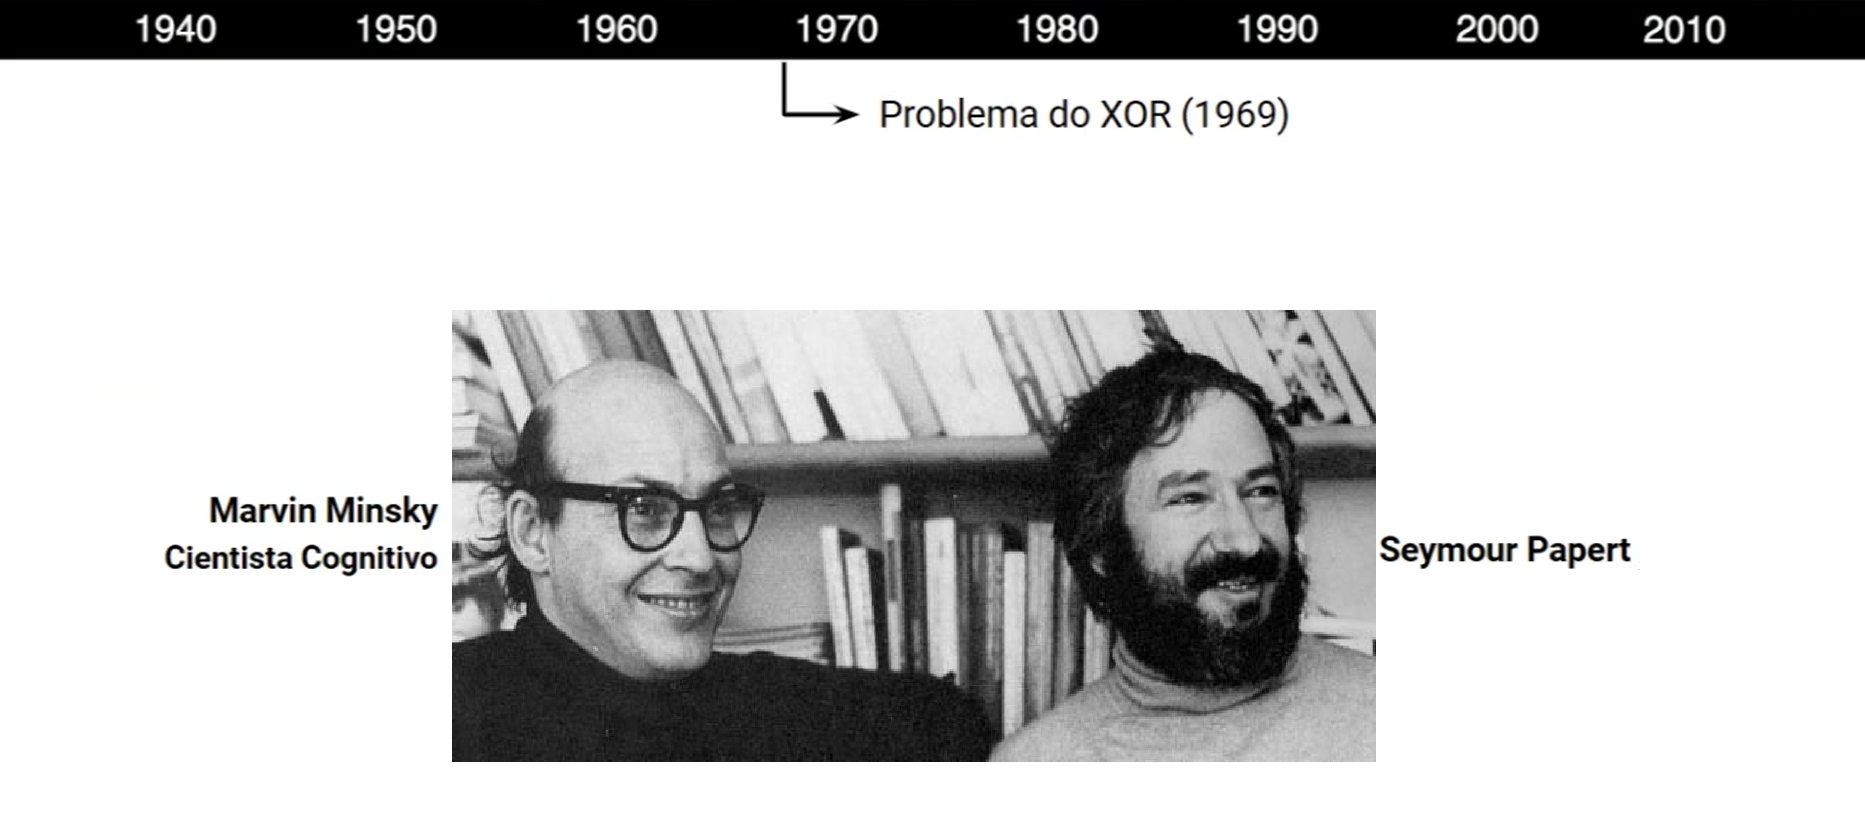 1940 1950 1960 1970 1980 1990 2000 2010
Problema do XOR (1969)
Marvin Minsky
Cientista Cognitivo
Seymour Papert